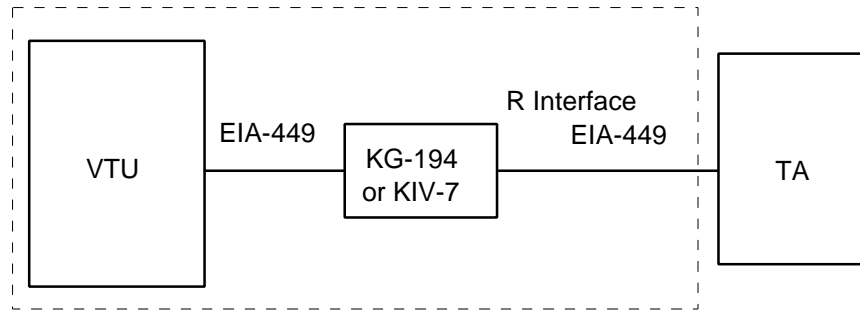 VTU
EIA-449
KG-194
or KIV-7
R Interface
EIA-449
TA